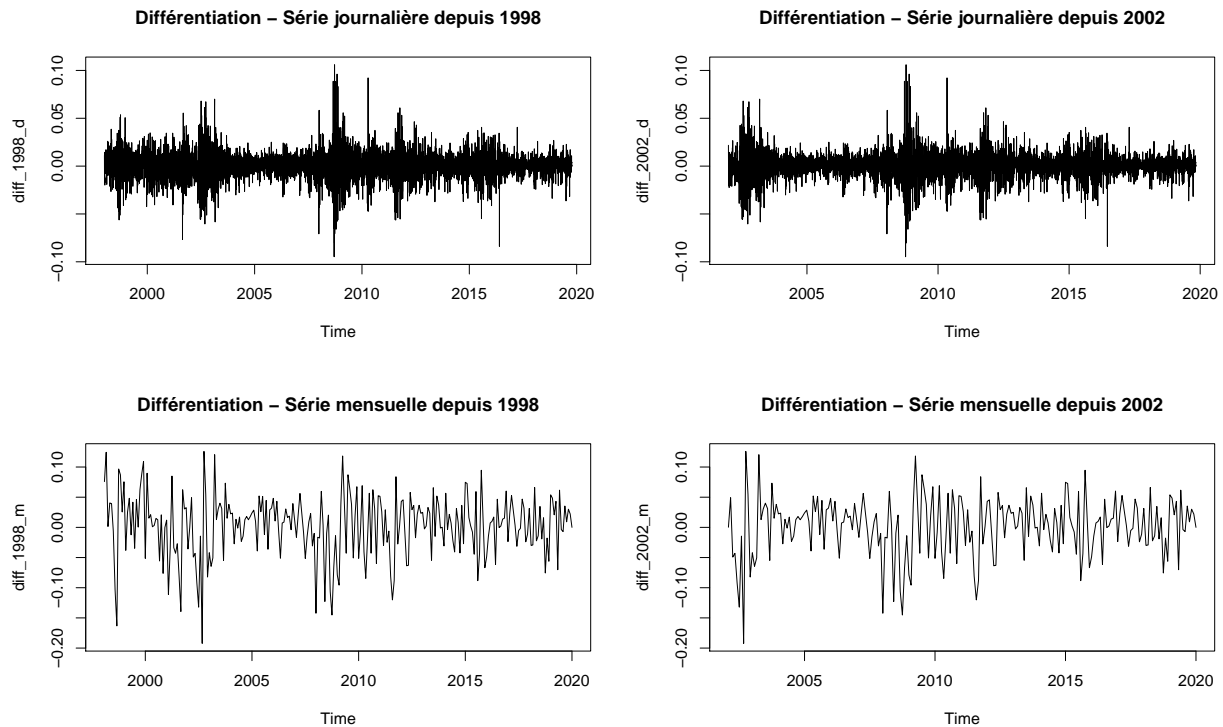 Différentiation − Série journalière depuis 1998
diff_1998_d
0.10
0.05
0.00
−0.10
2000 2005 2010 2015 2020
Time
Différentiation − Série journalière depuis 2002
diff_2002_d
0.10
0.05
0.00
−0.10
2005 2010 2015 2020
Time
Différentiation − Série mensuelle depuis 1998
diff_1998_m
0.10
0.00
−0.10
−0.20
2000 2005 2010 2015 2020
Time
Différentiation − Série mensuelle depuis 2002
diff_2002_m
0.10
0.00
−0.10
−0.20
2005 2010 2015 2020
Time